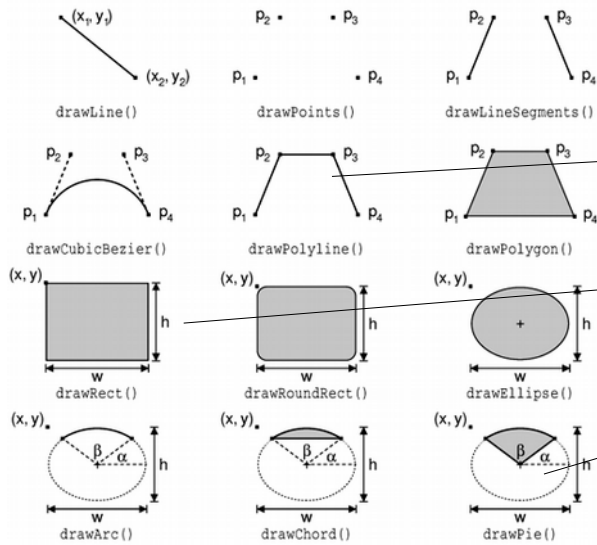 (x1, y1)
(x2, y2)
drawLine()
p2 p3
p1 p4
drawPoints()
p2 p3
p1 p4
drawLineSegments()
p2 p3
p1 p4
drawCubicBezier()
p2 p3
p1 p4
drawPolyline()
p2 p3
p1 p4
drawPolygon()
(x, y)
h
w
drawRect()
(x, y)
h
w
drawRoundRect()
(x, y)
+
h
w
drawEllipse()
(x, y)
β α
h
w
drawArc()
(x, y)
β α
h
w
drawChord()
(x, y)
β α
h
w
drawPie()